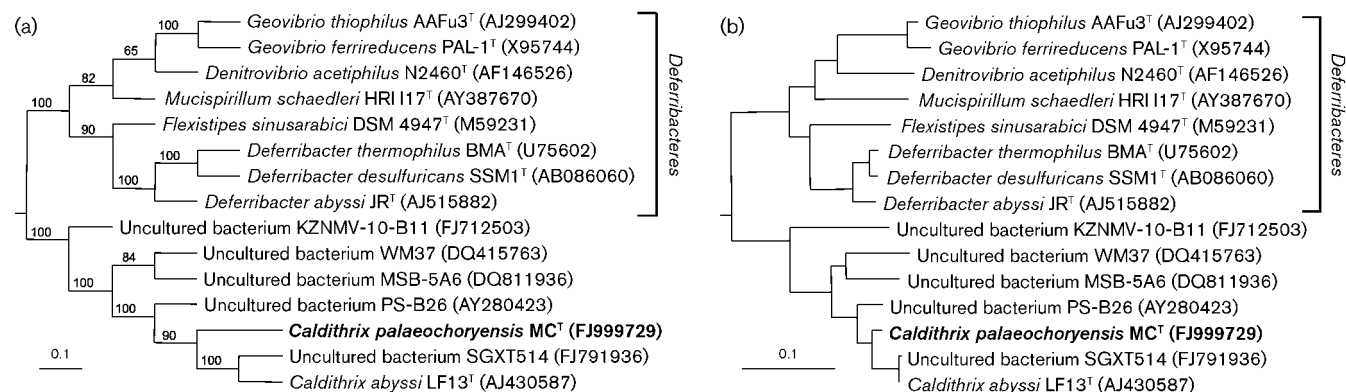 (a)
Geovibrio thiophilus AAFu3ᵀ (AJ299402)
Geovibrio ferrireducens PAL-1ᵀ (X95744)
Denitrovibrio acetiphilus N2460ᵀ (AF146526)
Mucispirillum schaedleri HRI I17ᵀ (AY387670)
Flexistipes sinusarabici DSM 4947ᵀ (M59231)
Deferribacter thermophilus BMAᵀ (U75602)
Deferribacter desulfuricans SSM1ᵀ (AB086060)
Deferribacter abyssi JRᵀ (AJ515882)
Uncultured bacterium KZNMV-10-B11 (FJ712503)
Uncultured bacterium WM37 (DQ415763)
Uncultured bacterium MSB-5A6 (DQ811936)
Uncultured bacterium PS-B26 (AY280423)
Caldithrix palaeochoryensis MCᵀ (FJ999729)
Uncultured bacterium SGXT514 (FJ791936)
Caldithrix abyssi LF13ᵀ (AJ430587)
Deferribacteres
100
65
82
100
90
100
100
100
84
100
100
90
100
0.1
(b)
Geovibrio thiophilus AAFu3ᵀ (AJ299402)
Geovibrio ferrireducens PAL-1ᵀ (X95744)
Denitrovibrio acetiphilus N2460ᵀ (AF146526)
Mucispirillum schaedleri HRI I17ᵀ (AY387670)
Flexistipes sinusarabici DSM 4947ᵀ (M59231)
Deferribacter thermophilus BMAᵀ (U75602)
Deferribacter desulfuricans SSM1ᵀ (AB086060)
Deferribacter abyssi JRᵀ (AJ515882)
Uncultured bacterium KZNMV-10-B11 (FJ712503)
Uncultured bacterium WM37 (DQ415763)
Uncultured bacterium MSB-5A6 (DQ811936)
Uncultured bacterium PS-B26 (AY280423)
Caldithrix palaeochoryensis MCᵀ (FJ999729)
Uncultured bacterium SGXT514 (FJ791936)
Caldithrix abyssi LF13ᵀ (AJ430587)
Deferribacteres
0.1